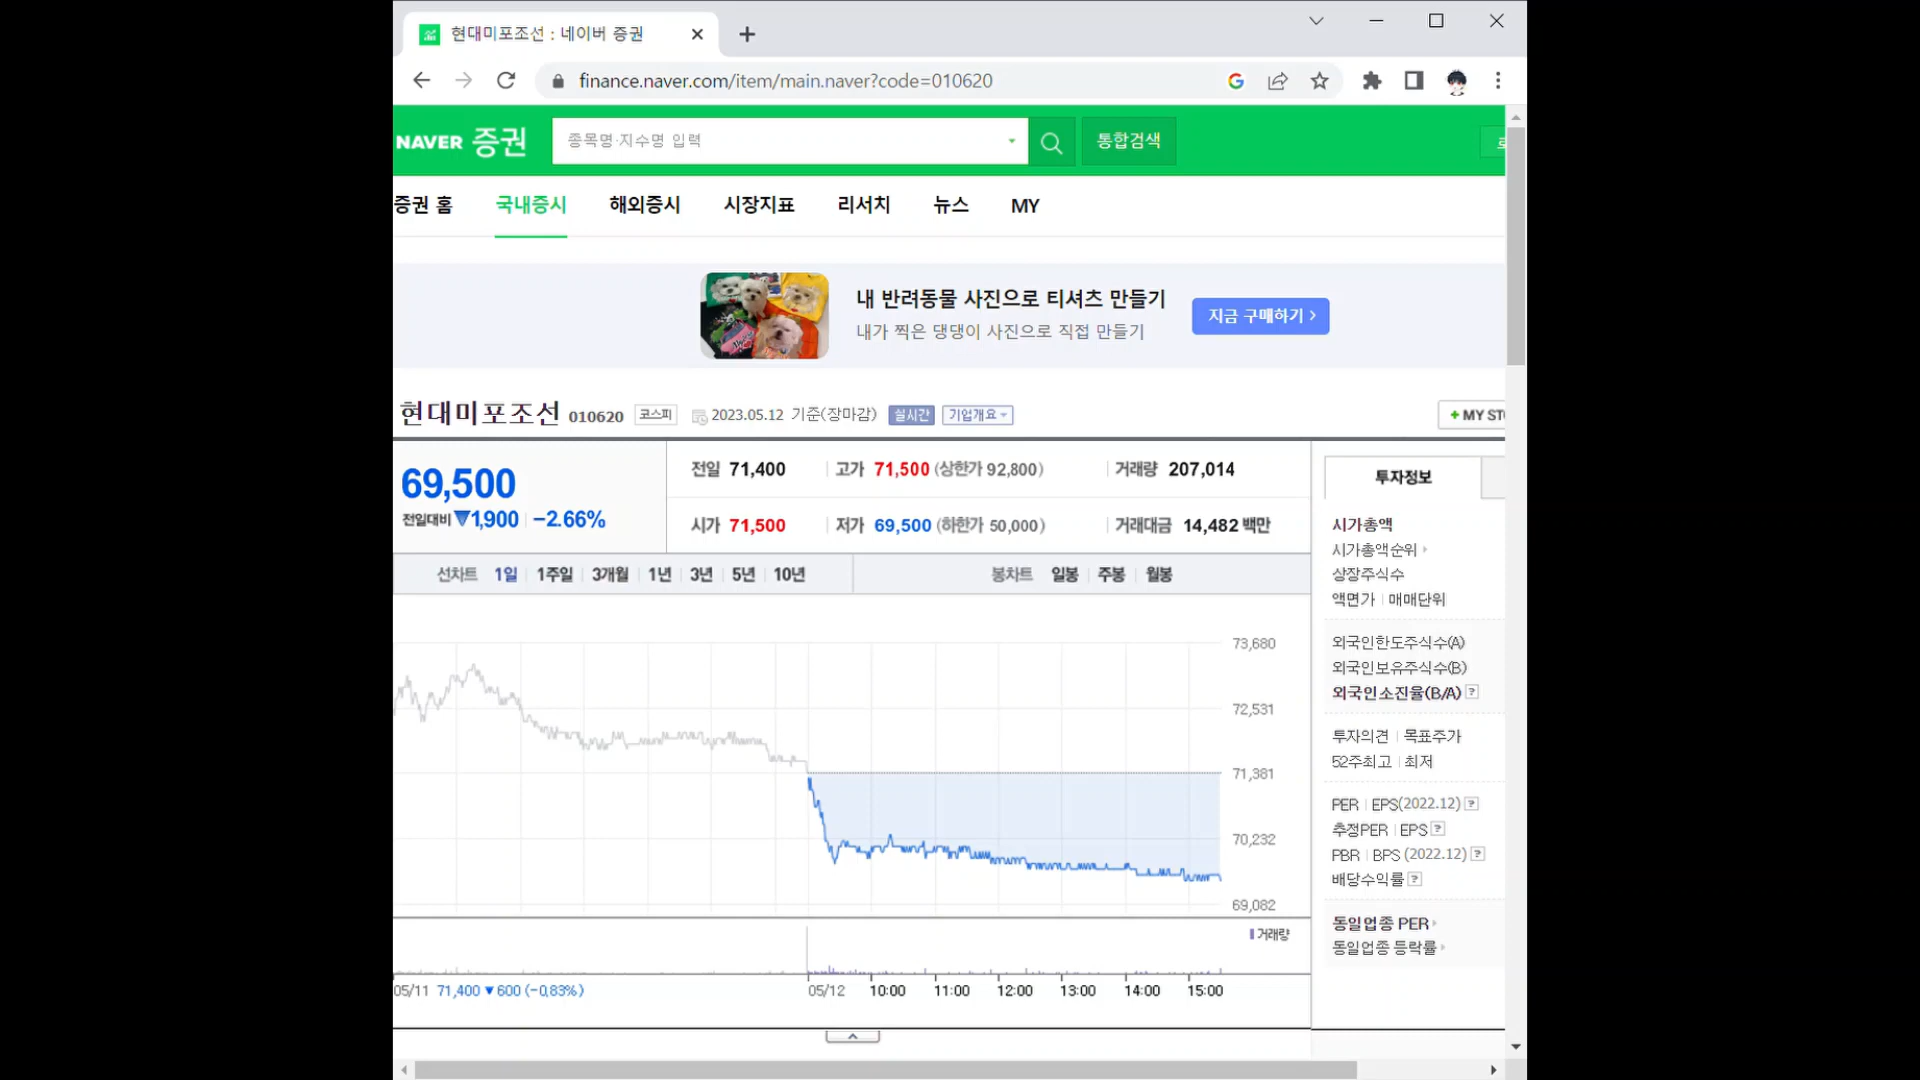 현대미포조선 : 네이버 증권
finance.naver.com/item/main.naver?code=010620
NAVER 증권
종목명·지수명 입력
통합검색
증권 홈 국내증시 해외증시 시장지표 리서치 뉴스 MY
내 반려동물 사진으로 티셔츠 만들기
내가 찍은 댕댕이 사진으로 직접 만들기
지금 구매하기 >
현대미포조선 010620 코스피 2023.05.12 기준(장마감) 실시간 기업개요
+ MY ST
69,500
전일대비 ▼1,900 -2.66%
전일 71,400 고가 71,500 (상한가 92,800) 거래량 207,014
시가 71,500 저가 69,500 (하한가 50,000) 거래대금 14,482 백만
선차트 1일 1주일 3개월 1년 3년 5년 10년
봉차트 일봉 주봉 월봉
73,680
72,531
71,381
70,232
69,082
거래량
05/11 71,400 ▼600 (-0,83%)
05/12 10:00 11:00 12:00 13:00 14:00 15:00
투자정보
시가총액
시가총액순위
상장주식수
액면가 | 매매단위
외국인한도주식수(A)
외국인보유주식수(B)
외국인소진율(B/A) ?
투자의견 | 목표주가
52주최고 | 최저
PER | EPS(2022.12) ?
추정PER | EPS ?
PBR | BPS (2022.12) ?
배당수익률 ?
동일업종 PER
동일업종 등락률